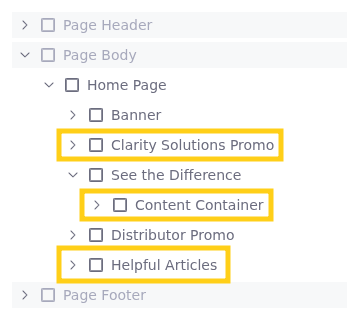 Page Header
Page Body
Home Page
Banner
Clarity Solutions Promo
See the Difference
Content Container
Distributor Promo
Helpful Articles
Page Footer